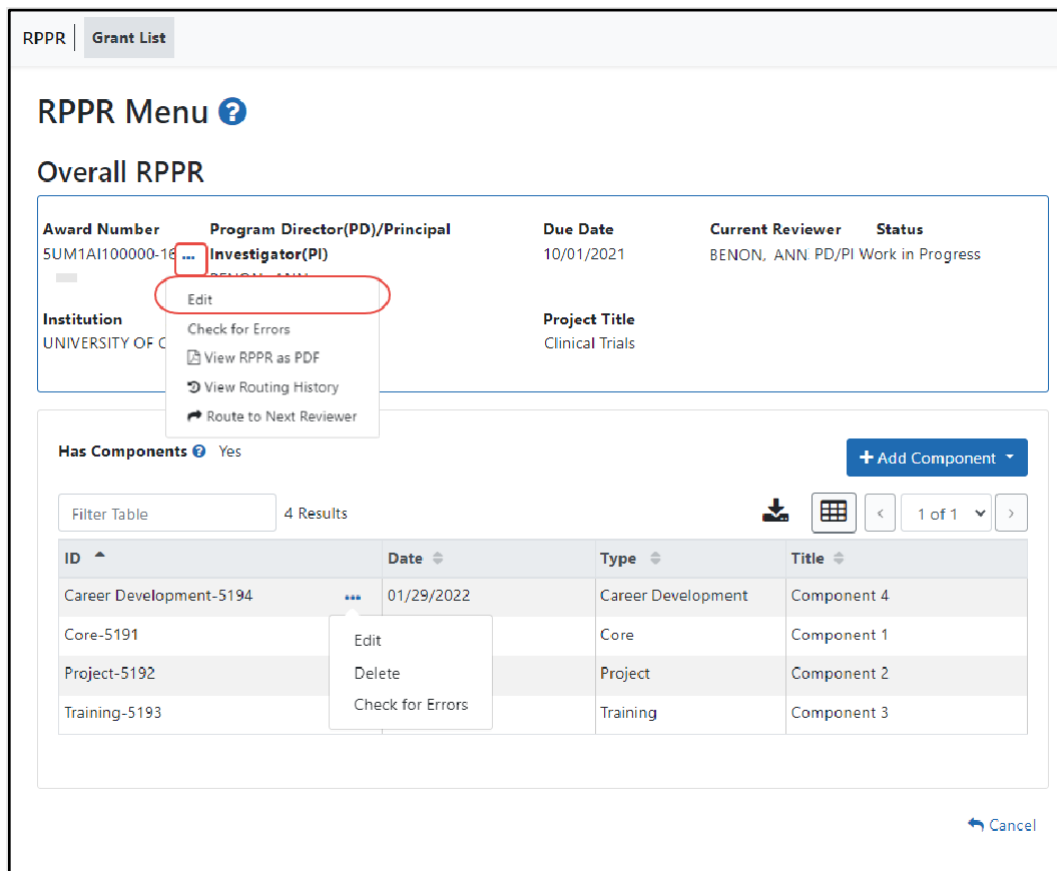 RPPR Grant List
RPPR Menu ?
Overall RPPR
Award Number Program Director(PD)/Principal Due Date Current Reviewer Status
5UM1AI100000-16 ... Investigator(PI) 10/01/2021 BENON, ANN PD/PI Work in Progress
Edit
Institution Project Title
Check for Errors
UNIVERSITY OF Clinical Trials
View RPPR as PDF
View Routing History
Route to Next Reviewer
Has Components ? Yes
+ Add Component
Filter Table 4 Results < 1 of 1 >
ID Date Type Title
Career Development-5194 ... 01/29/2022 Career Development Component 4
Core-5191 Core Component 1
Edit
Project-5192 Project Component 2
Delete
Check for Errors
Training-5193 Training Component 3
Cancel